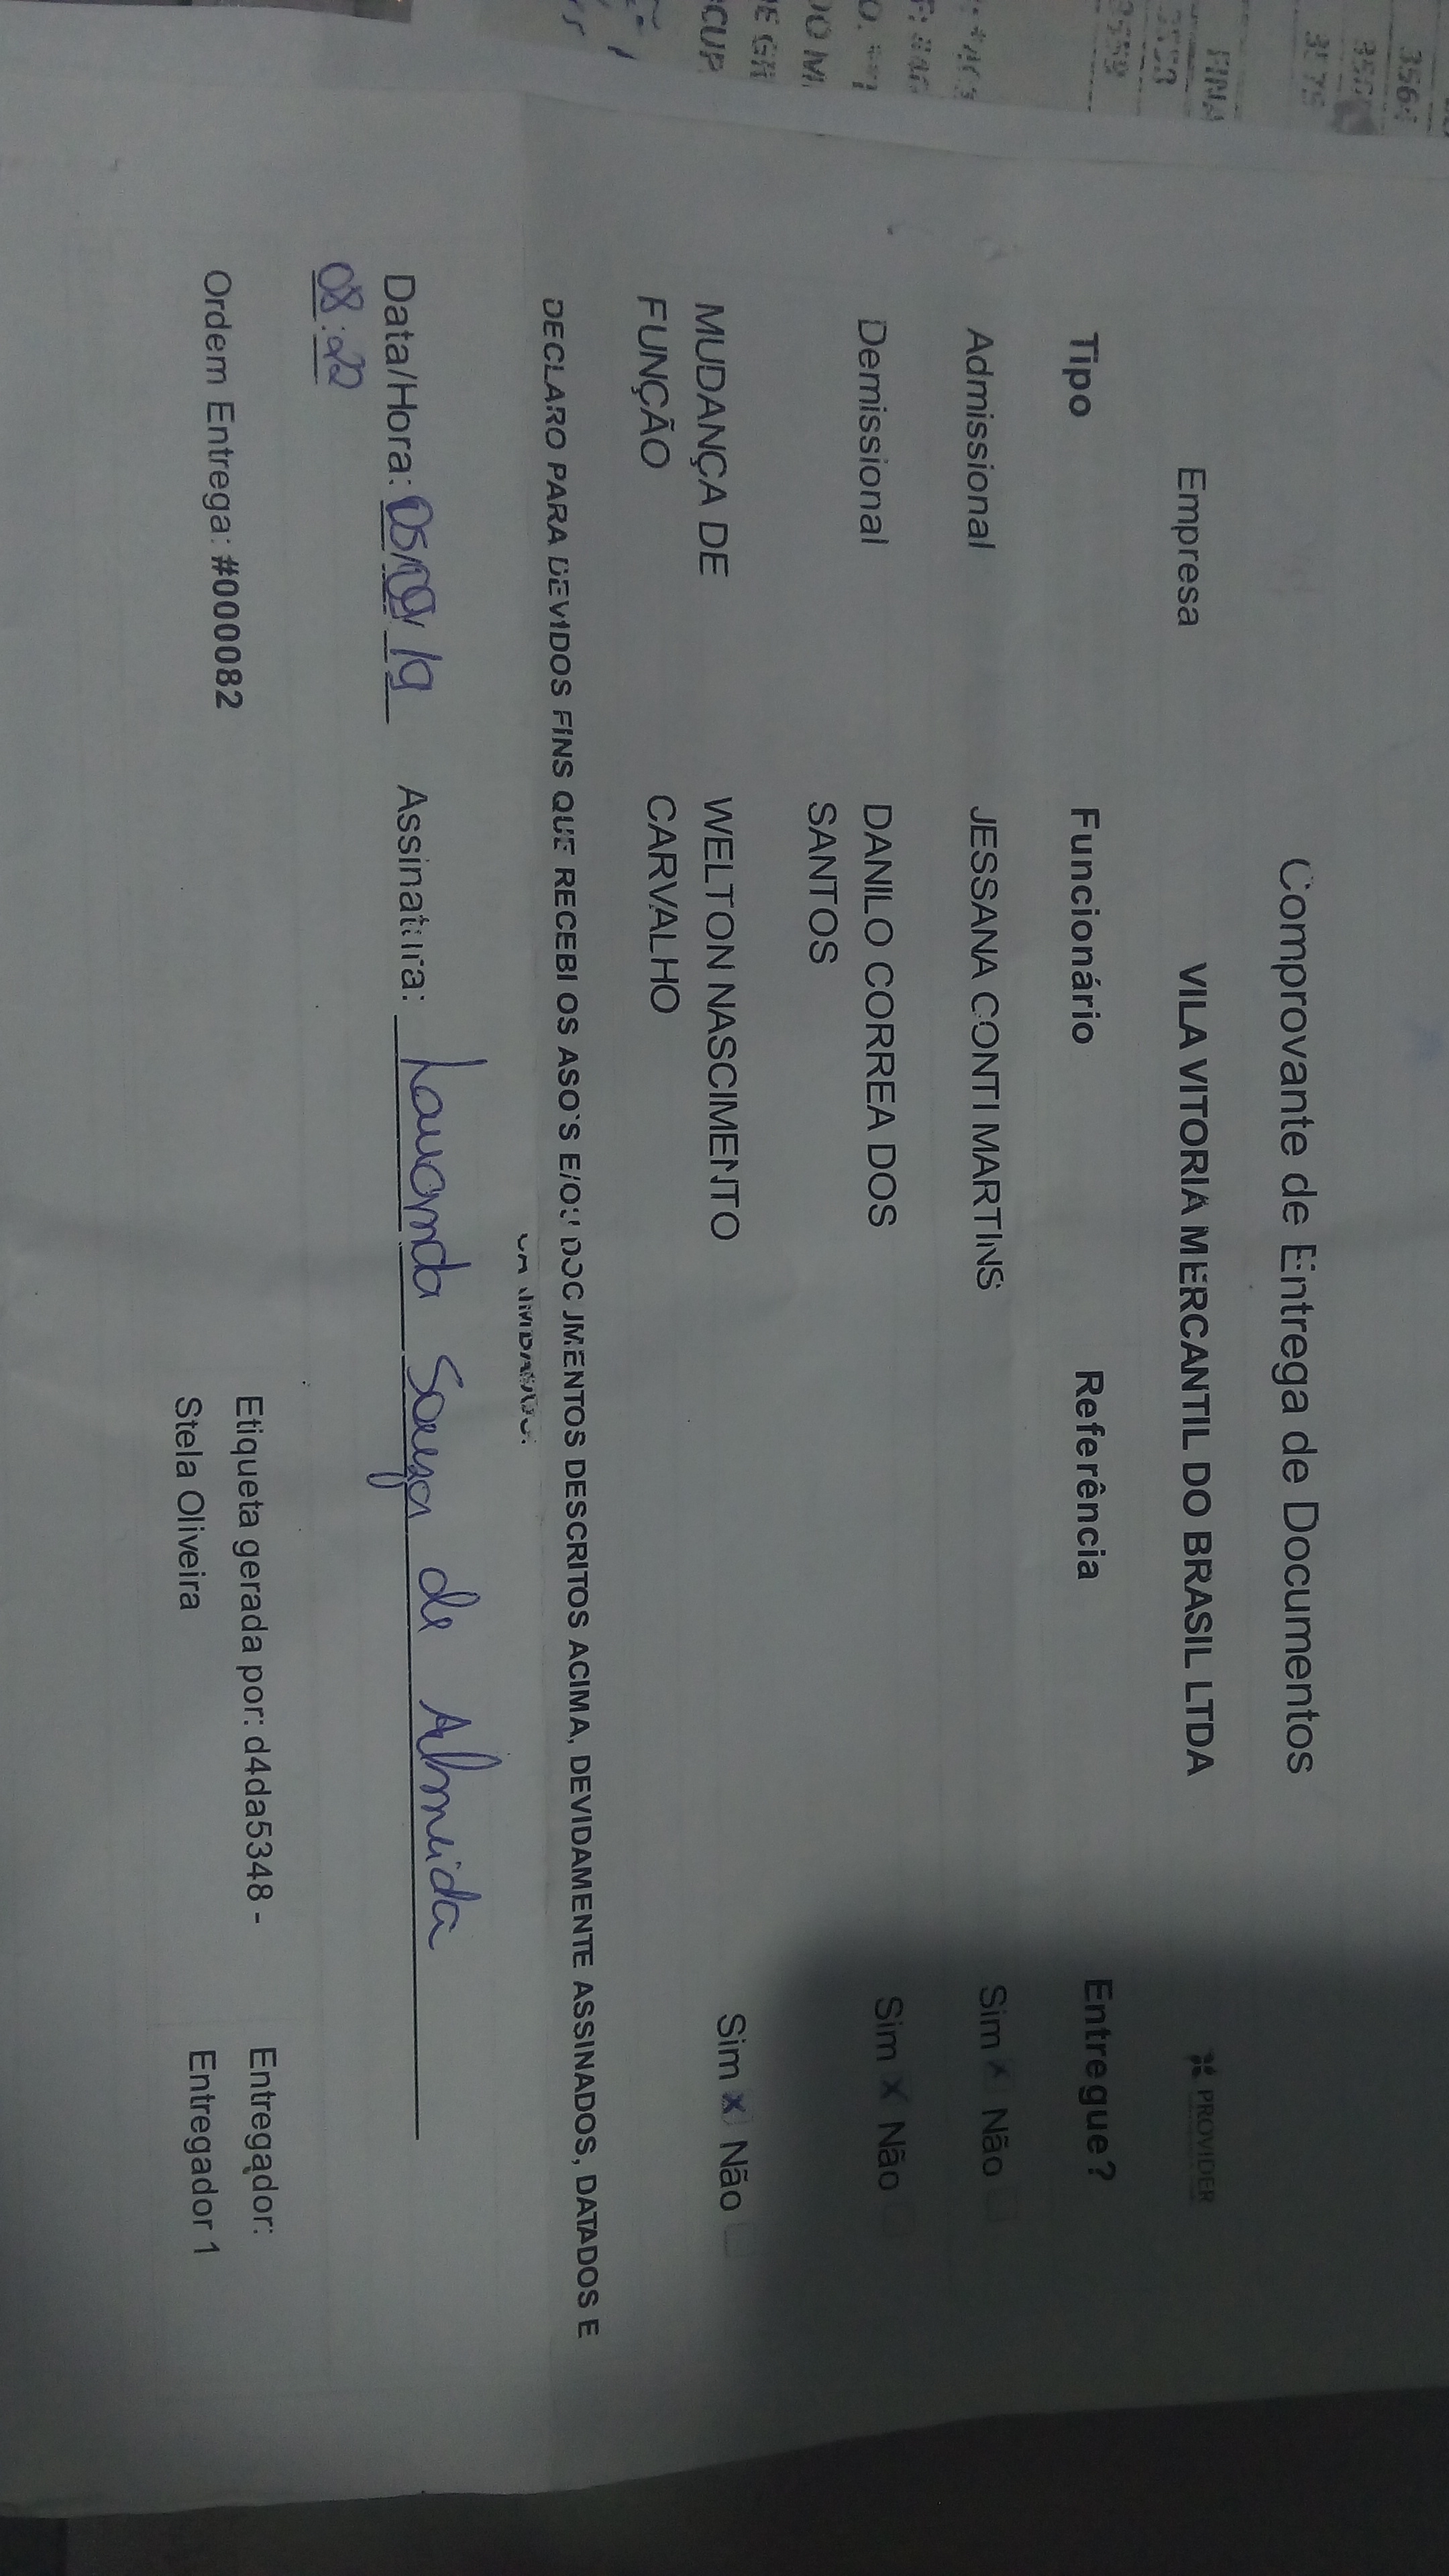 Comprovante de Entrega de Documentos
Empresa VILA VITORIA MERCANTIL DO BRASIL LTDA PROVIDER
Tipo Funcionário Referência Entregue?
Admissional JESSANA CONTI MARTINS Sim x Não
Demissional DANILO CORREA DOS SANTOS Sim x Não
MUDANÇA DE FUNÇÃO WELTON NASCIMENTO CARVALHO Sim x Não
DECLARO PARA DEVIDOS FINS QUE RECEBI OS ASO`S E/OU DOCUMENTOS DESCRITOS ACIMA, DEVIDAMENTE ASSINADOS, DATADOS E
CARIMBADOS.
Data/Hora: 05/09/19 Assinatura: Lauanda Souza de Almeida
08:20
Ordem Entrega: #000082
Etiqueta gerada por: d4da5348 -
Stela Oliveira
Entregador:
Entregador 1